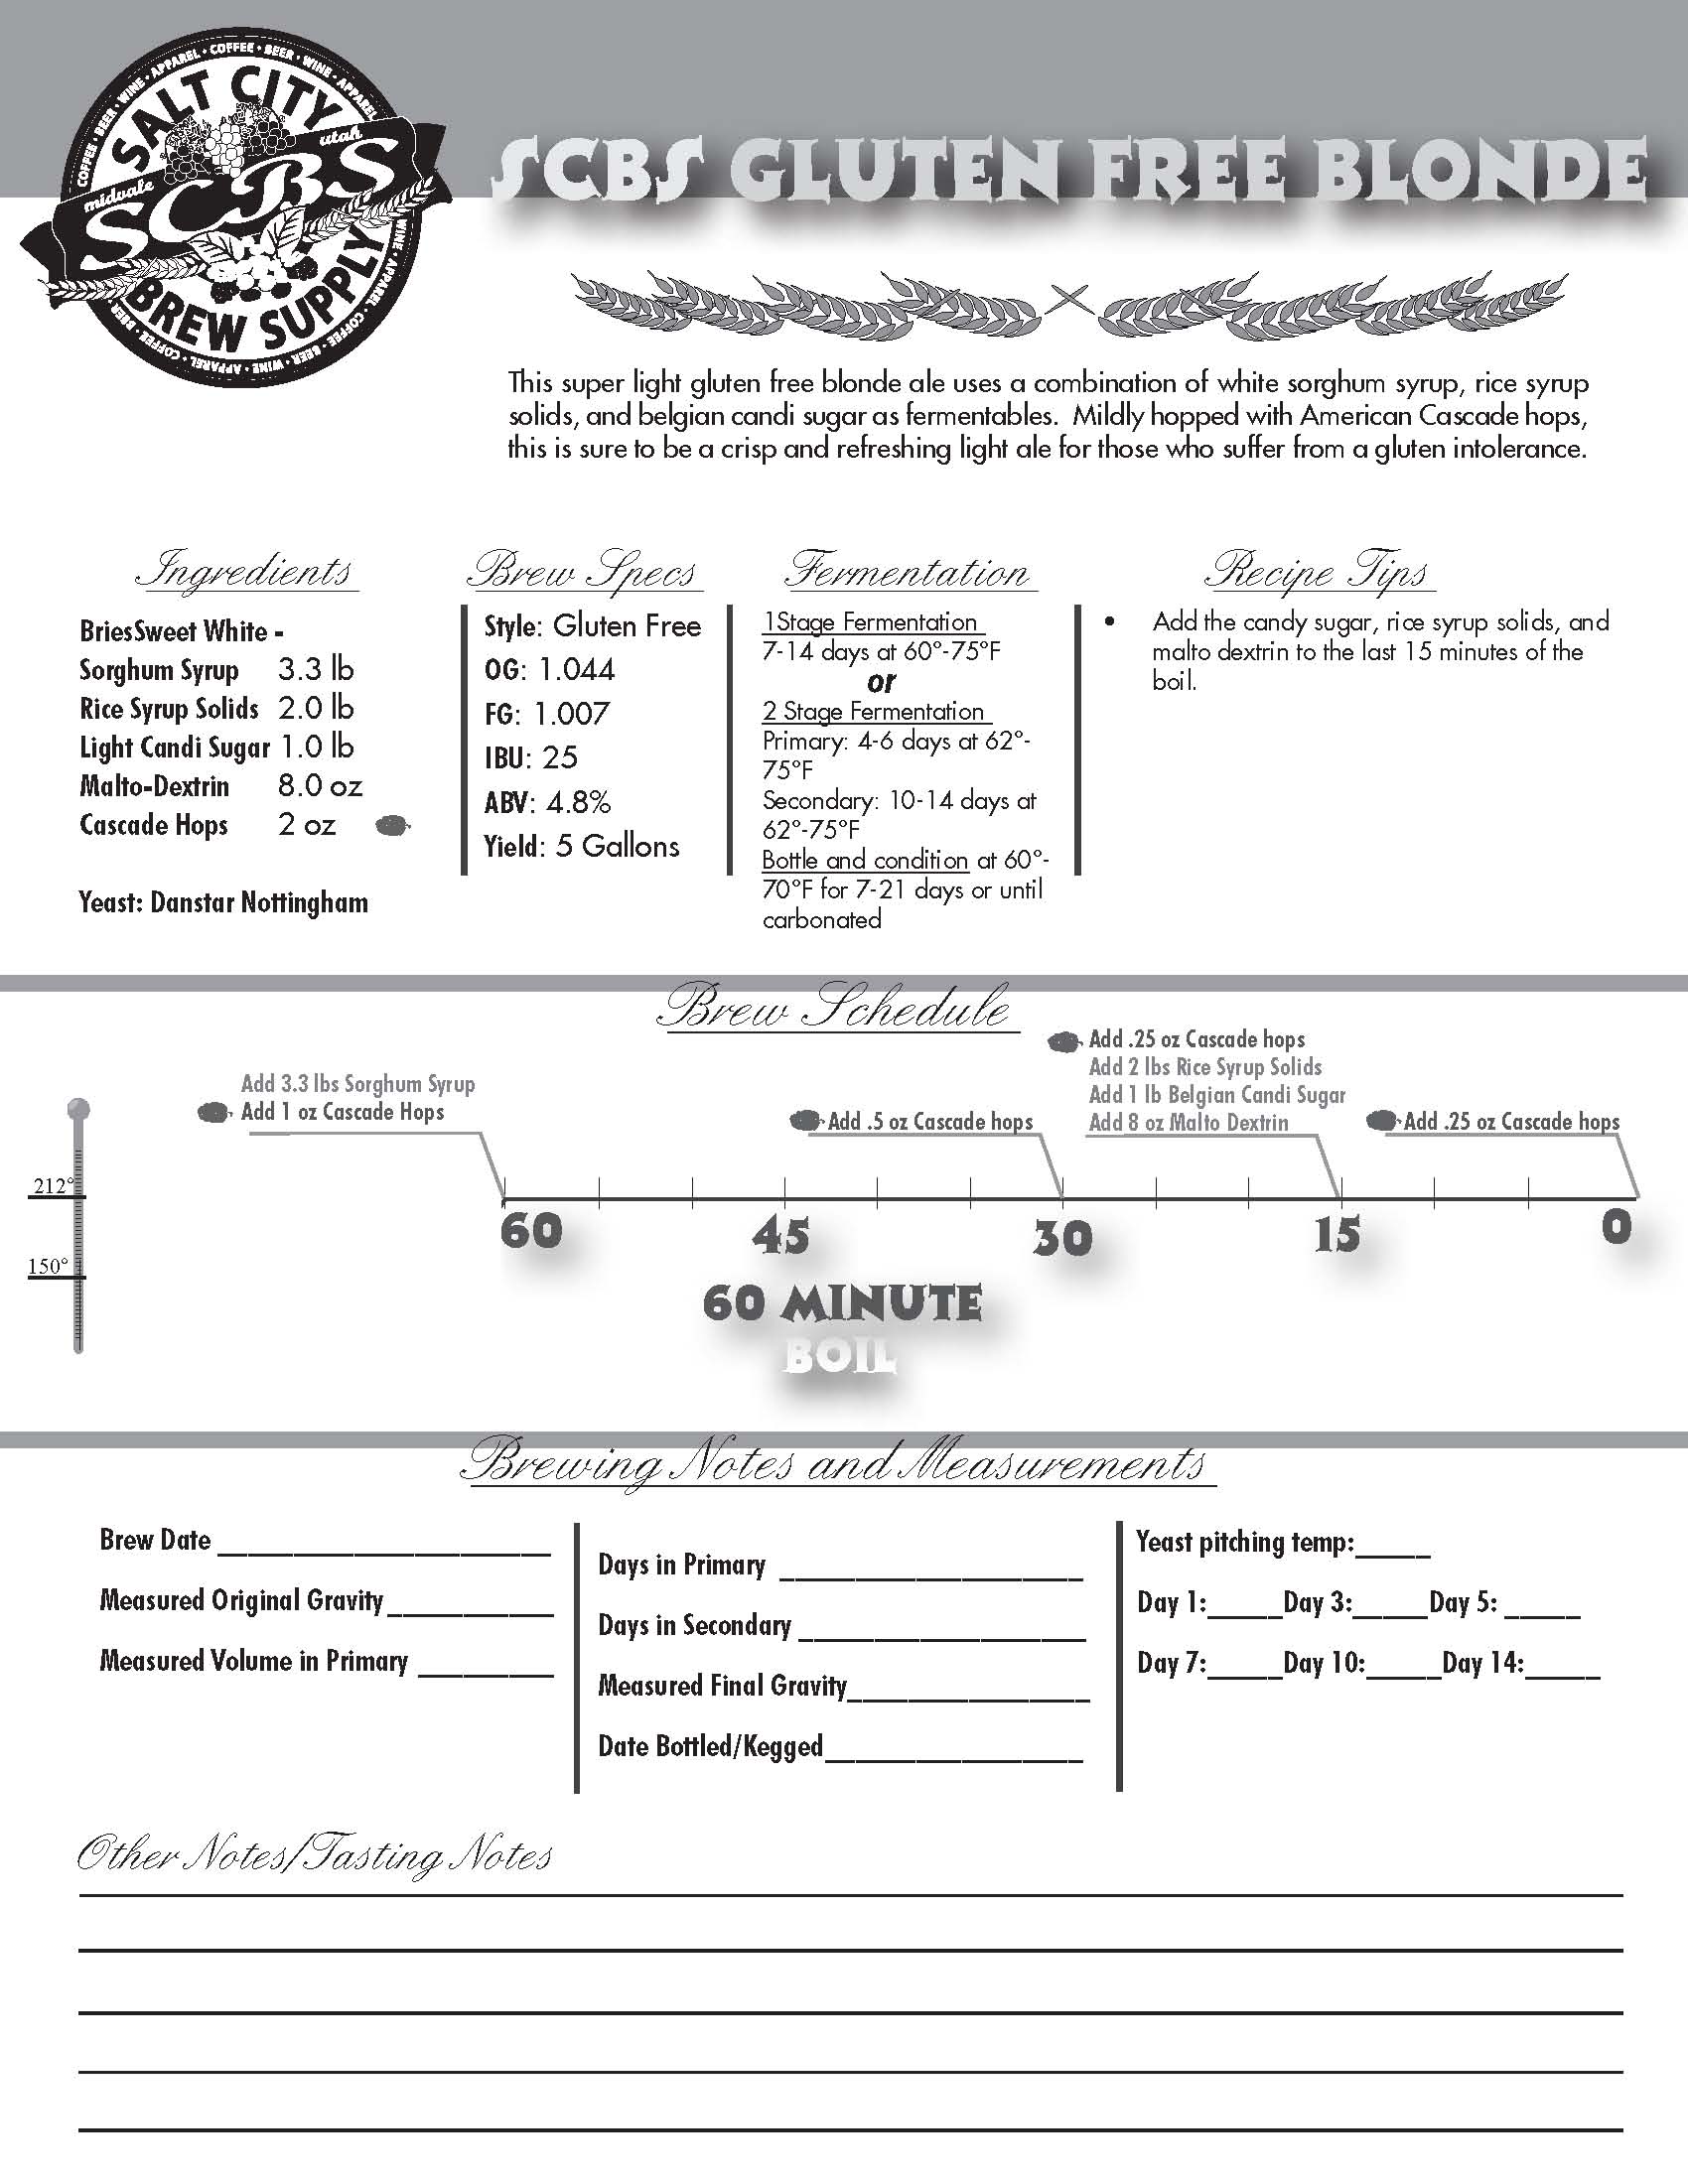 COFFEE • BEER • WINE • APPAREL • COFFEE • BEER • WINE • APPAREL
SALT CITY
midvale
utah
SCBS
BREW SUPPLY
WINE • APPAREL • COFFEE • BEER • WINE • APPAREL • COFFEE • BEER
SCBS GLUTEN FREE BLONDE
This super light gluten free blonde ale uses a combination of white sorghum syrup, rice syrup
solids, and belgian candi sugar as fermentables. Mildly hopped with American Cascade hops,
this is sure to be a crisp and refreshing light ale for those who suffer from a gluten intolerance.
Ingredients
BriesSweet White -
Sorghum Syrup 3.3 lb
Rice Syrup Solids 2.0 lb
Light Candi Sugar 1.0 lb
Malto-Dextrin 8.0 oz
Cascade Hops 2 oz
Yeast: Danstar Nottingham
Brew Specs
Style: Gluten Free
OG: 1.044
FG: 1.007
IBU: 25
ABV: 4.8%
Yield: 5 Gallons
Fermentation
1Stage Fermentation
7-14 days at 60°-75°F
or
2 Stage Fermentation
Primary: 4-6 days at 62°-
75°F
Secondary: 10-14 days at
62°-75°F
Bottle and condition at 60°-
70°F for 7-21 days or until
carbonated
Recipe Tips
• Add the candy sugar, rice syrup solids, and
malto dextrin to the last 15 minutes of the
boil.
Brew Schedule
212°
150°
Add 3.3 lbs Sorghum Syrup
Add 1 oz Cascade Hops
Add .5 oz Cascade hops
Add .25 oz Cascade hops
Add 2 lbs Rice Syrup Solids
Add 1 lb Belgian Candi Sugar
Add 8 oz Malto Dextrin
Add .25 oz Cascade hops
60 45 30 15 0
60 MINUTE
BOIL
Brewing Notes and Measurements
Brew Date ______________________
Measured Original Gravity___________
Measured Volume in Primary _________
Days in Primary ____________________
Days in Secondary ___________________
Measured Final Gravity________________
Date Bottled/Kegged_________________
Yeast pitching temp:_____
Day 1:_____Day 3:_____Day 5: _____
Day 7:_____Day 10:_____Day 14:_____
Other Notes/Tasting Notes